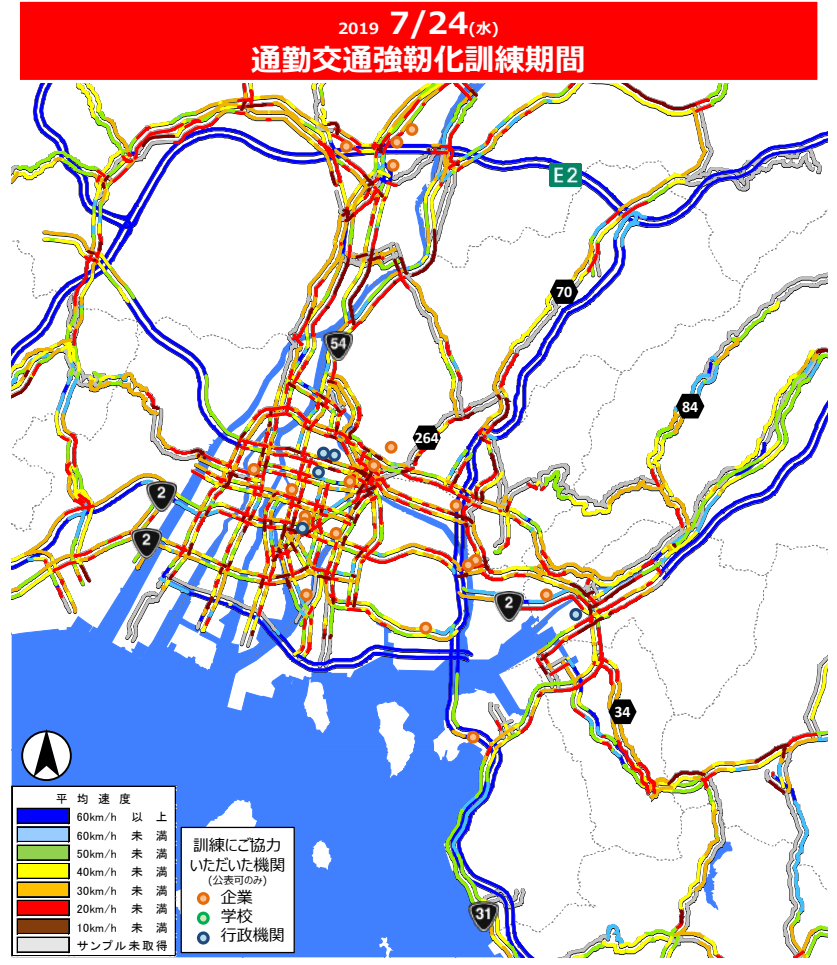 2019 7/24(水)
通勤交通強靭化訓練期間
E2
70
54
84
264
2
2
2
34
31
平均速度
60km/h 以上
60km/h 未満
50km/h 未満
40km/h 未満
30km/h 未満
20km/h 未満
10km/h 未満
サンプル未取得
訓練にご協力
いただいた機関
(公表可のみ)
企業
学校
行政機関